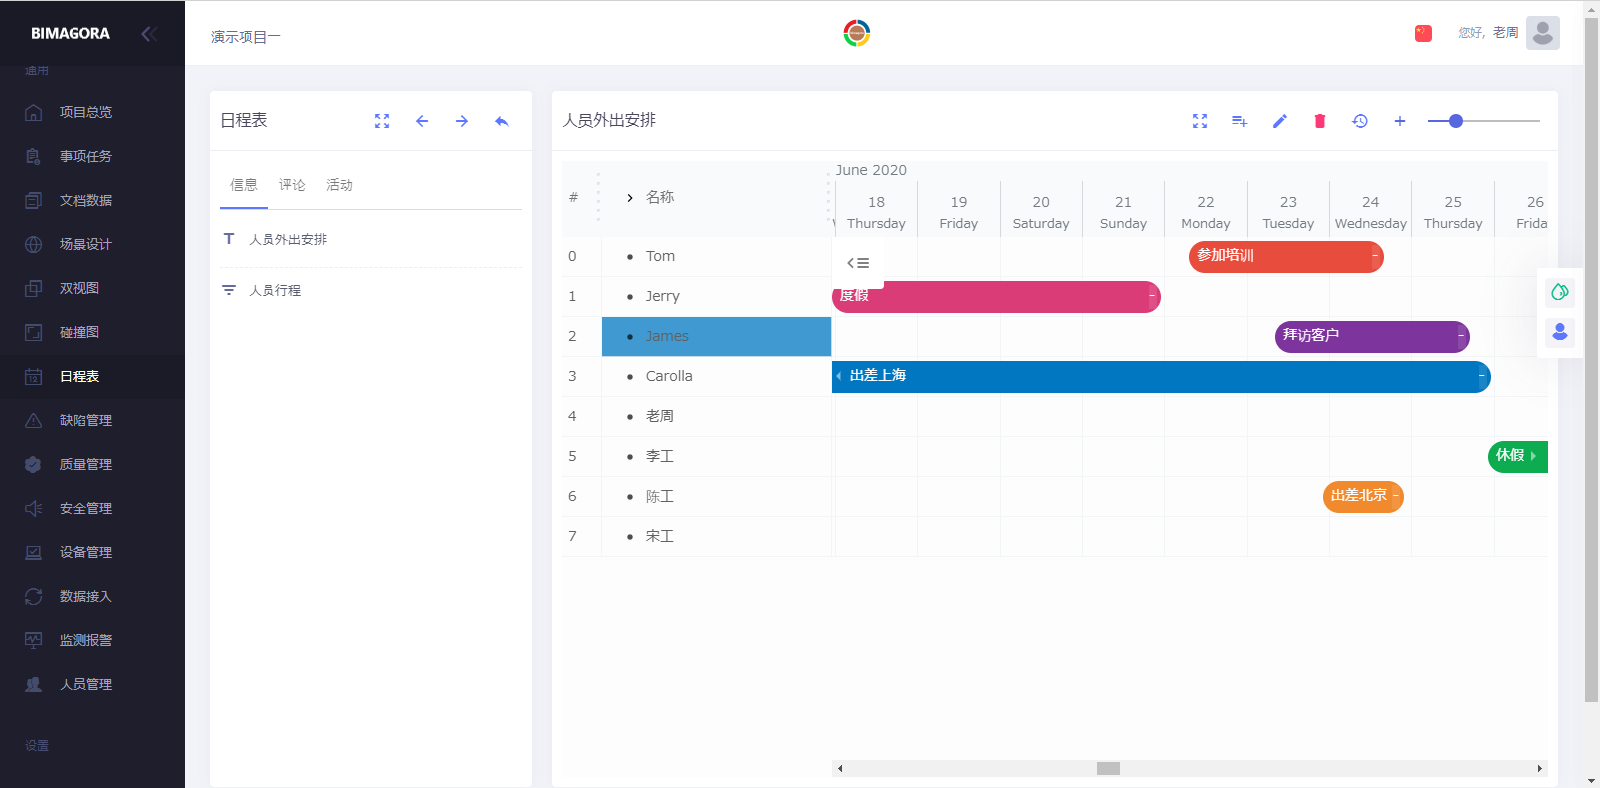 BIMAGORA
演示项目一
您好, 老周
通用
项目总览
事项任务
文档数据
场景设计
双视图
碰撞图
日程表
缺陷管理
质量管理
安全管理
设备管理
数据接入
监测报警
人员管理
设置
日程表
信息 评论 活动
人员外出安排
人员行程
人员外出安排
June 2020
# 名称
18 19 20 21 22 23 24 25 26
Thursday Friday Saturday Sunday Monday Tuesday Wednesday Thursday Frida
0 Tom 参加培训
1 Jerry 度假
2 James 拜访客户
3 Carolla 出差上海
4 老周
5 李工 休假
6 陈工 出差北京
7 宋工